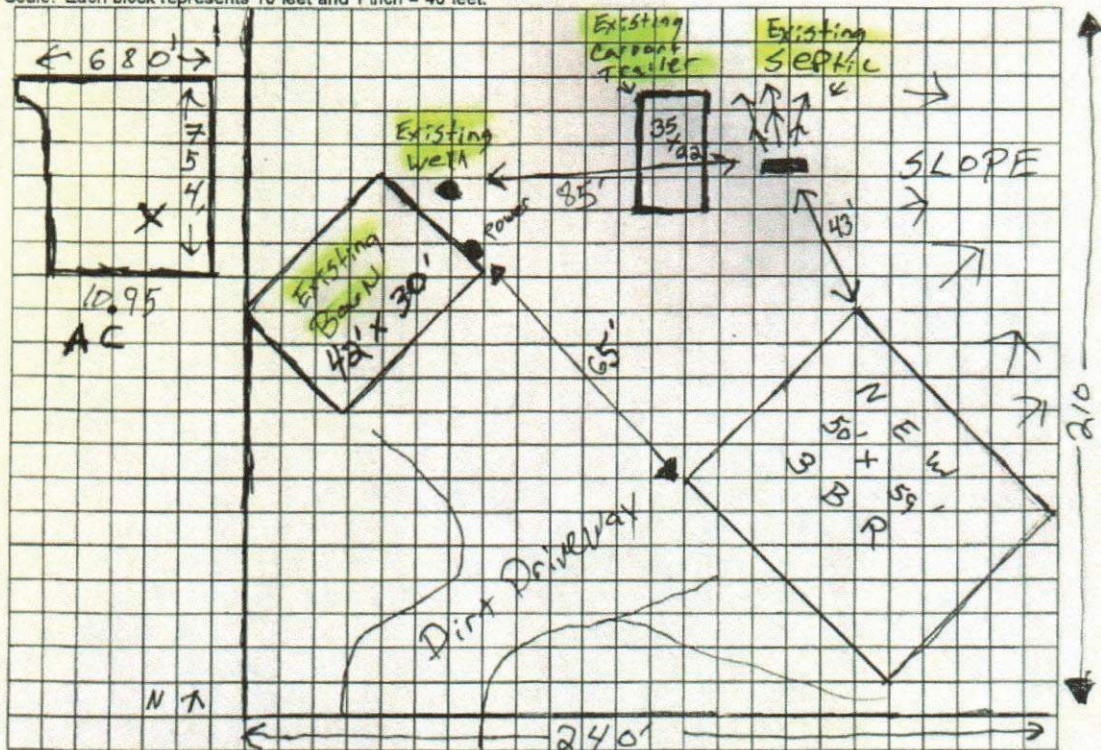 Scale: Each block represents 10 feet and 1 inch = 40 feet.
680'
754'
X
10.95
AC
N
Existing
Well
Existing
Carport
Trailer
35
/22
Existing
SEPtic
SLOPE
85'
43'
Power
Existing
BarN
42' x 30'
65'
NEW
50' + 59'
3BR
Dirt Driveway
210
240'